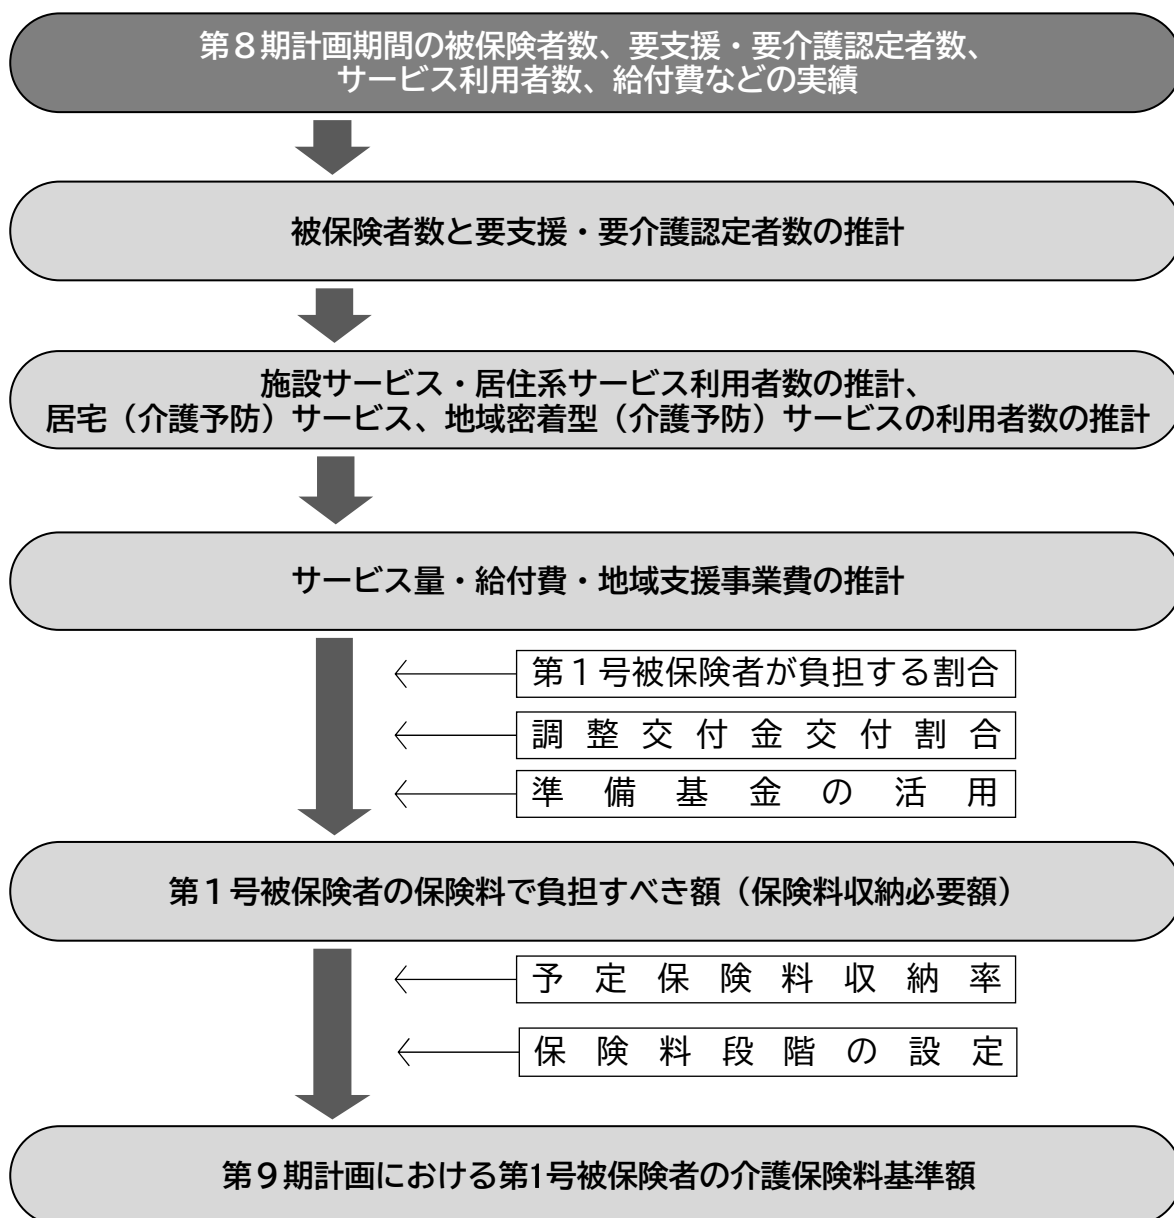 第８期計画期間の被保険者数、要支援・要介護認定者数、
サービス利用者数、給付費などの実績
被保険者数と要支援・要介護認定者数の推計
施設サービス・居住系サービス利用者数の推計、
居宅（介護予防）サービス、地域密着型（介護予防）サービスの利用者数の推計
サービス量・給付費・地域支援事業費の推計
第１号被保険者が負担する割合
調整交付金交付割合
準備基金の活用
第１号被保険者の保険料で負担すべき額（保険料収納必要額）
予定保険料収納率
保険料段階の設定
第９期計画における第1号被保険者の介護保険料基準額